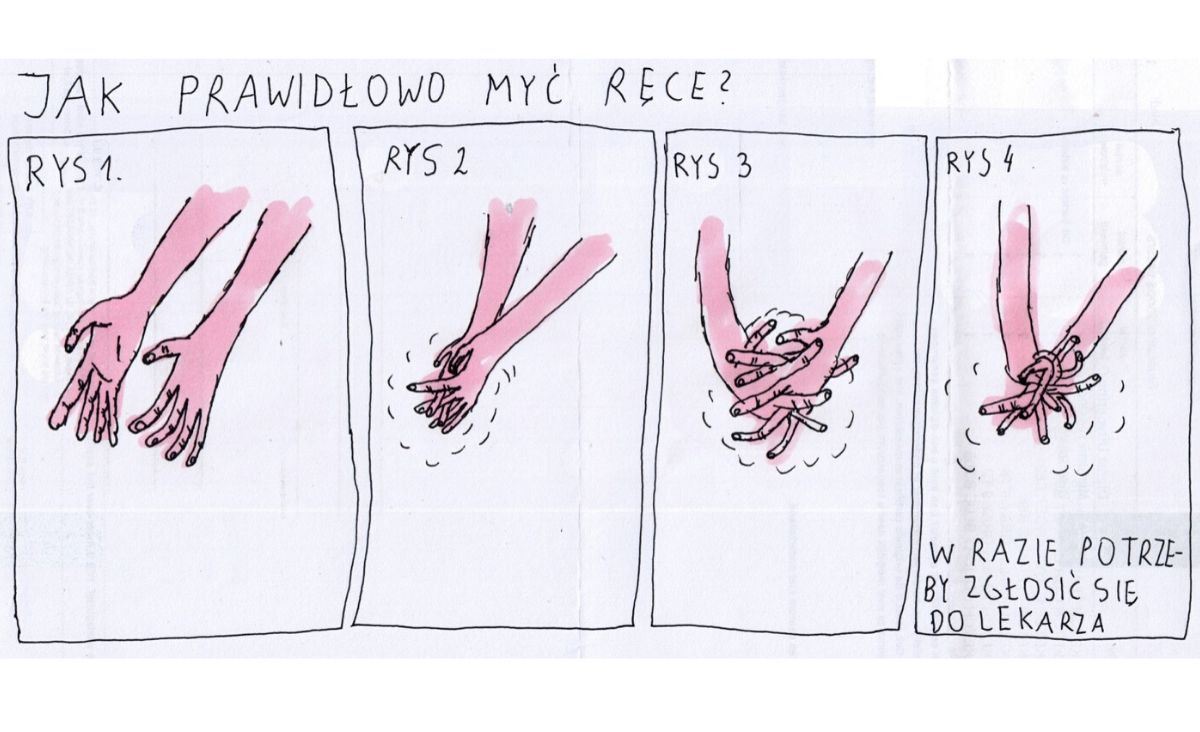 JAK PRAWIDŁOWO MYĆ RĘCE?
RYS 1.
RYS 2
RYS 3
RYS 4
W RAZIE POTRZE-
BY ZGŁOSIĆ SIĘ
DO LEKARZA